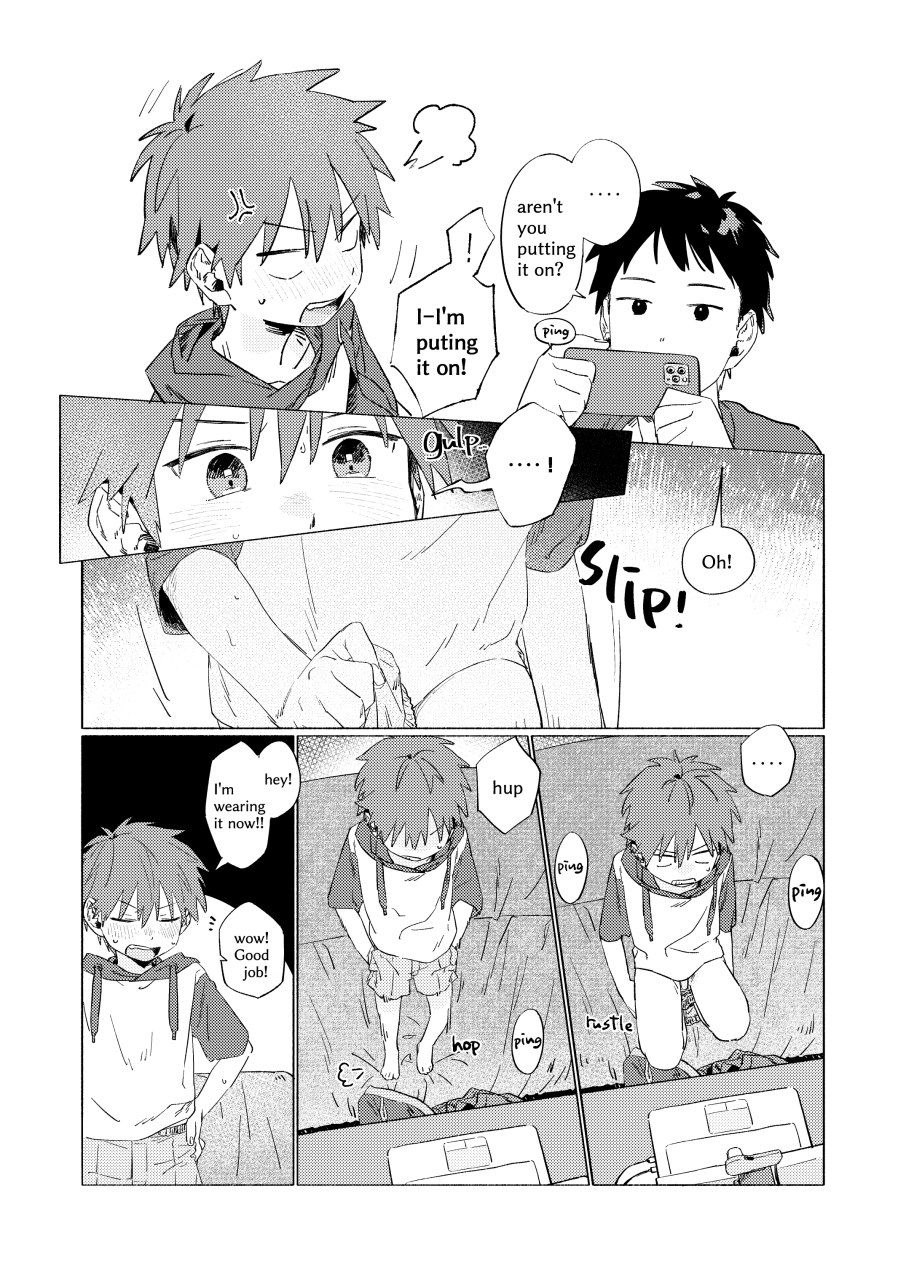 ....
aren't
you
putting
it on?
ping
!
I-I'm
puting
it on!
gulp..
....!
Oh!
slip!
hey!
I'm
wearing
it now!!
wow!
Good
job!
hup
hop
ping
....
ping
ping
rustle